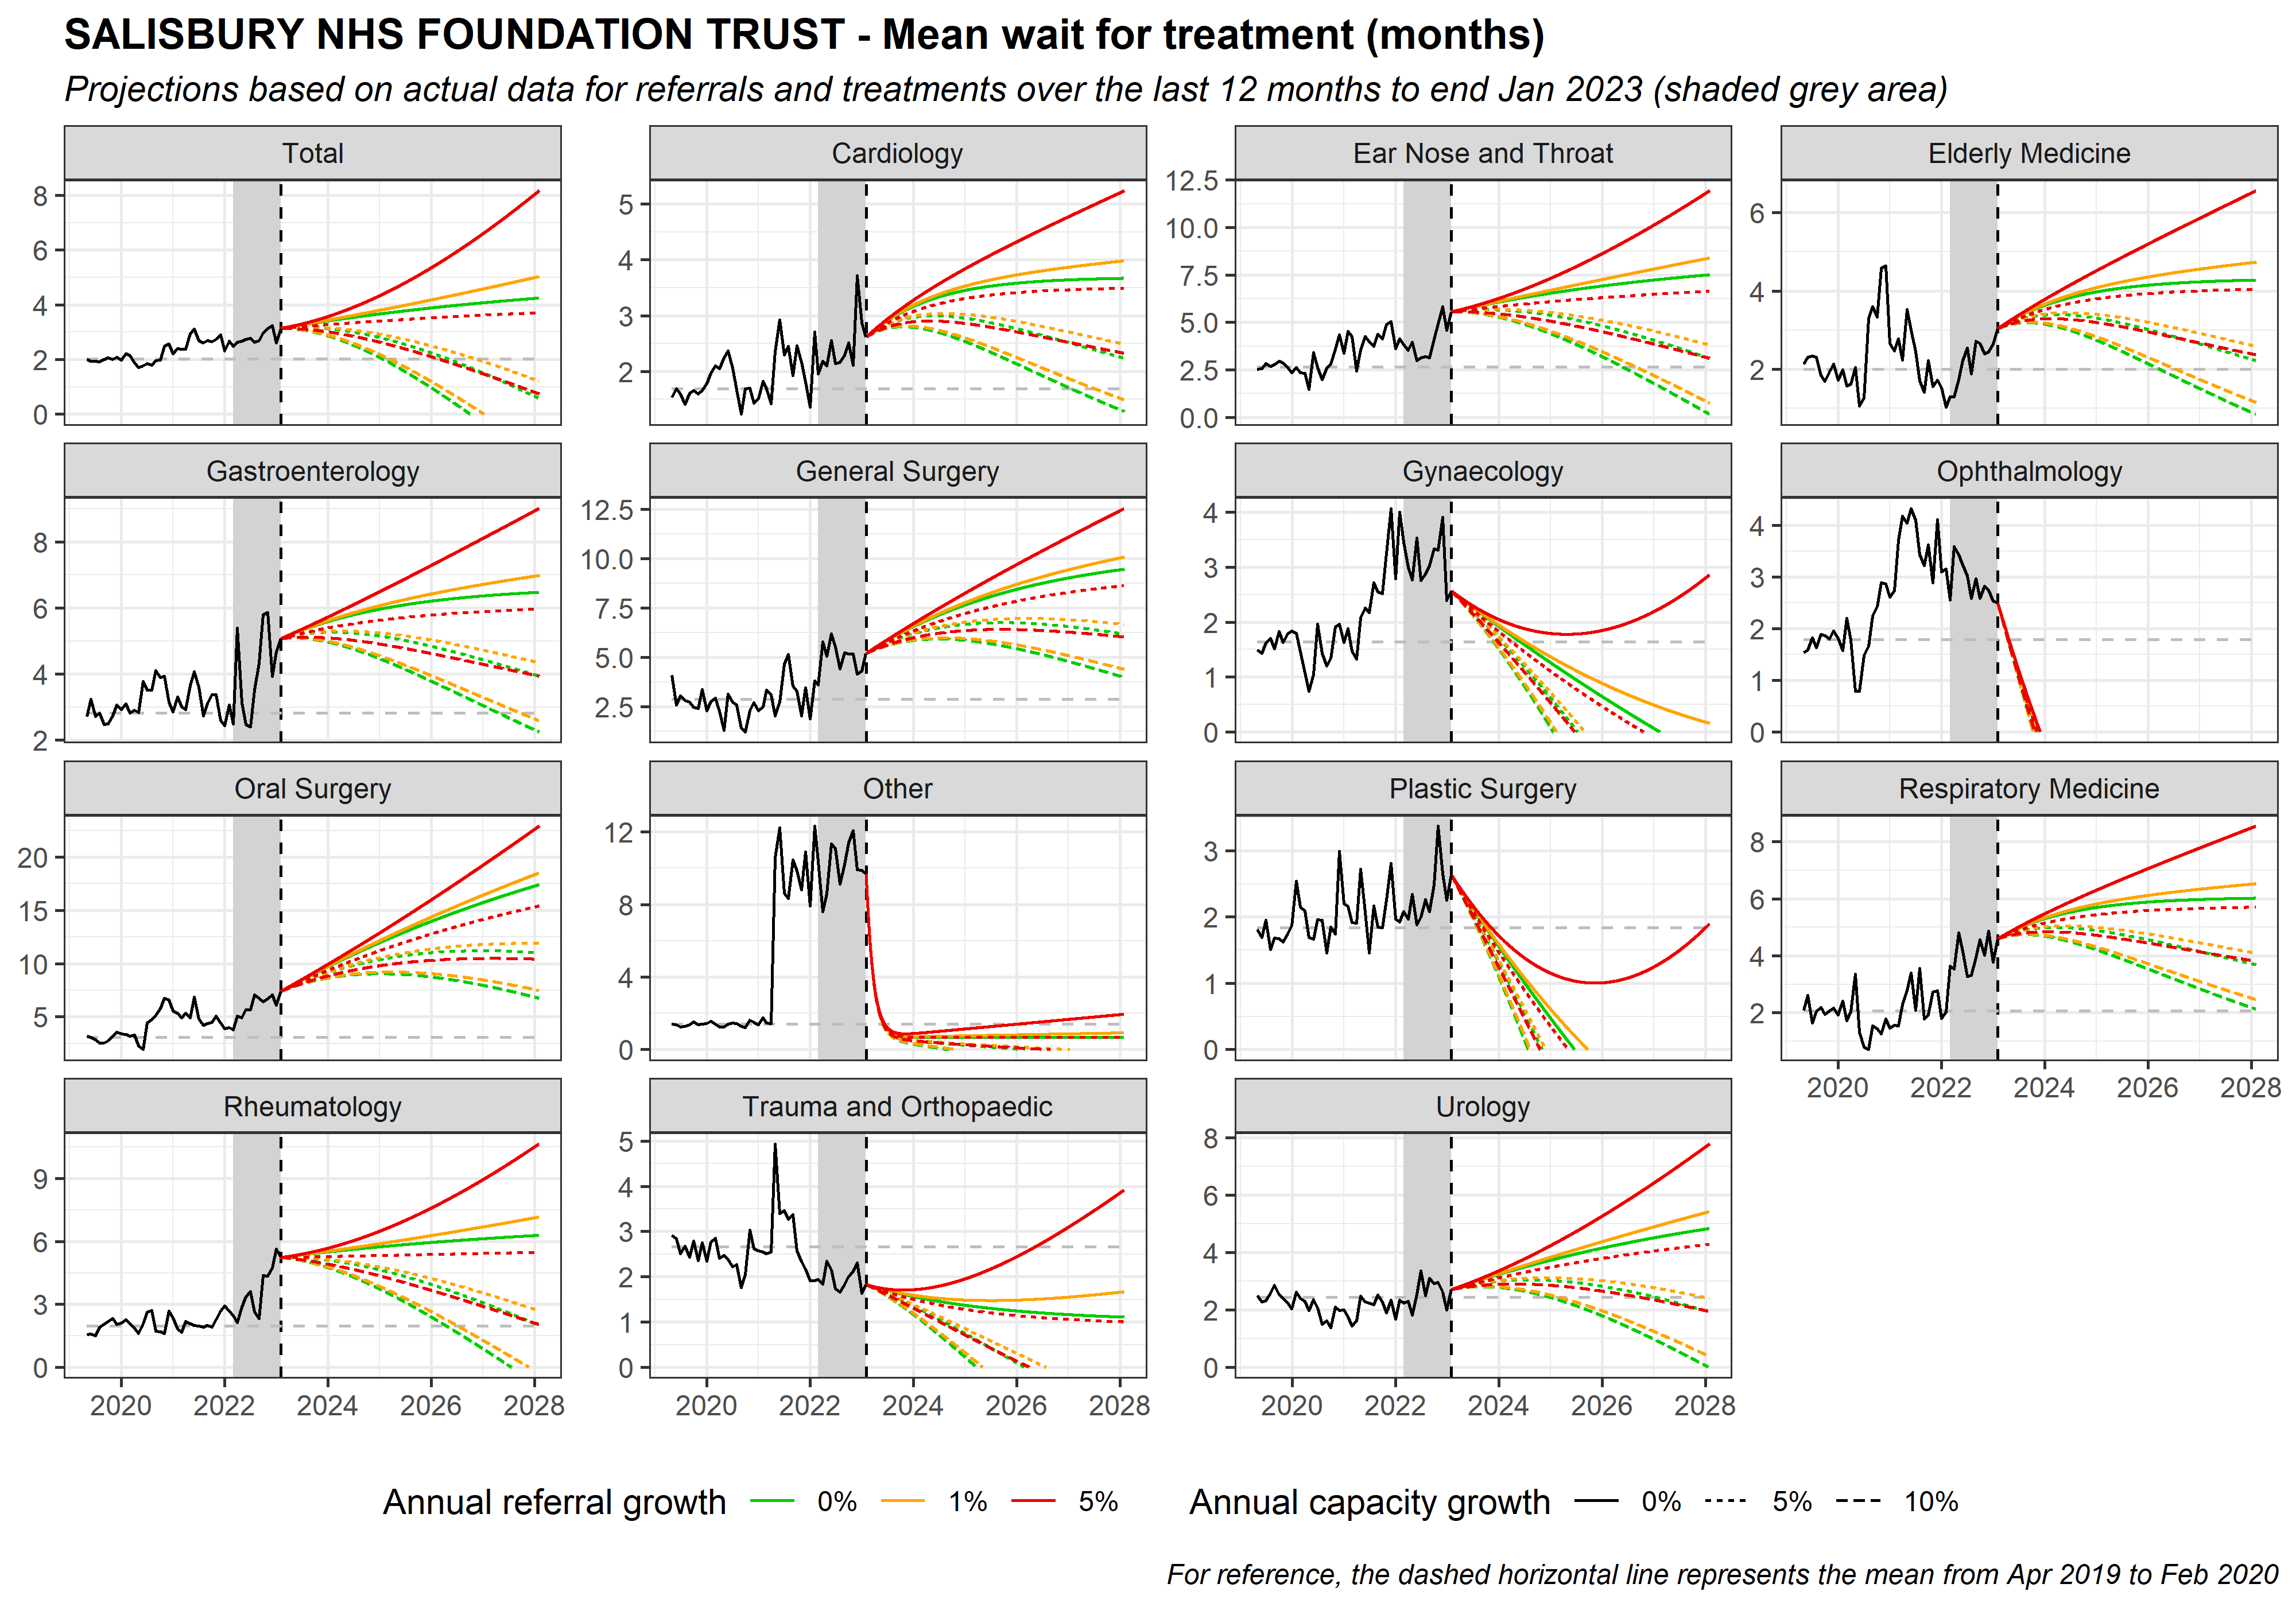 SALISBURY NHS FOUNDATION TRUST - Mean wait for treatment (months)
Projections based on actual data for referrals and treatments over the last 12 months to end Jan 2023 (shaded grey area)
Total
8
6
4
2
0
Cardiology
5
4
3
2
Ear Nose and Throat
12.5
10.0
7.5
5.0
2.5
0.0
Elderly Medicine
6
4
2
Gastroenterology
8
6
4
2
General Surgery
12.5
10.0
7.5
5.0
2.5
Gynaecology
4
3
2
1
0
Ophthalmology
4
3
2
1
0
Oral Surgery
20
15
10
5
Other
12
8
4
0
Plastic Surgery
3
2
1
0
Respiratory Medicine
8
6
4
2
2020 2022 2024 2026 2028
Rheumatology
9
6
3
0
2020 2022 2024 2026 2028
Trauma and Orthopaedic
5
4
3
2
1
0
2020 2022 2024 2026 2028
Urology
8
6
4
2
0
2020 2022 2024 2026 2028
Annual referral growth 0% 1% 5% Annual capacity growth 0% 5% 10%
For reference, the dashed horizontal line represents the mean from Apr 2019 to Feb 2020